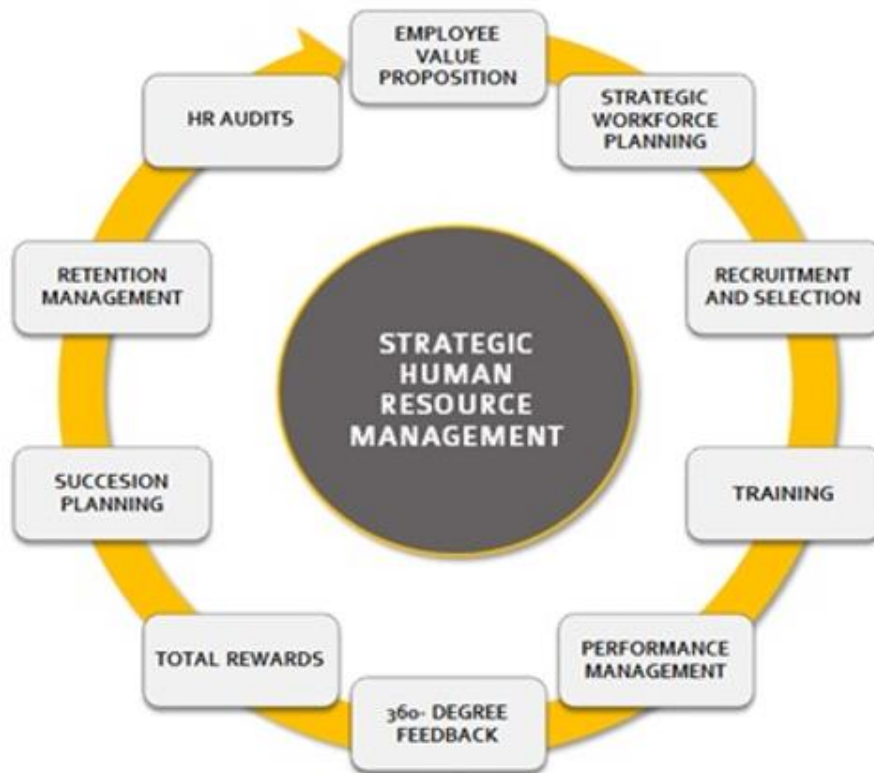 EMPLOYEE
VALUE
PROPOSITION
STRATEGIC
WORKFORCE
PLANNING
RECRUITMENT
AND SELECTION
TRAINING
PERFORMANCE
MANAGEMENT
360- DEGREE
FEEDBACK
TOTAL REWARDS
SUCCESION
PLANNING
RETENTION
MANAGEMENT
HR AUDITS
STRATEGIC
HUMAN
RESOURCE
MANAGEMENT